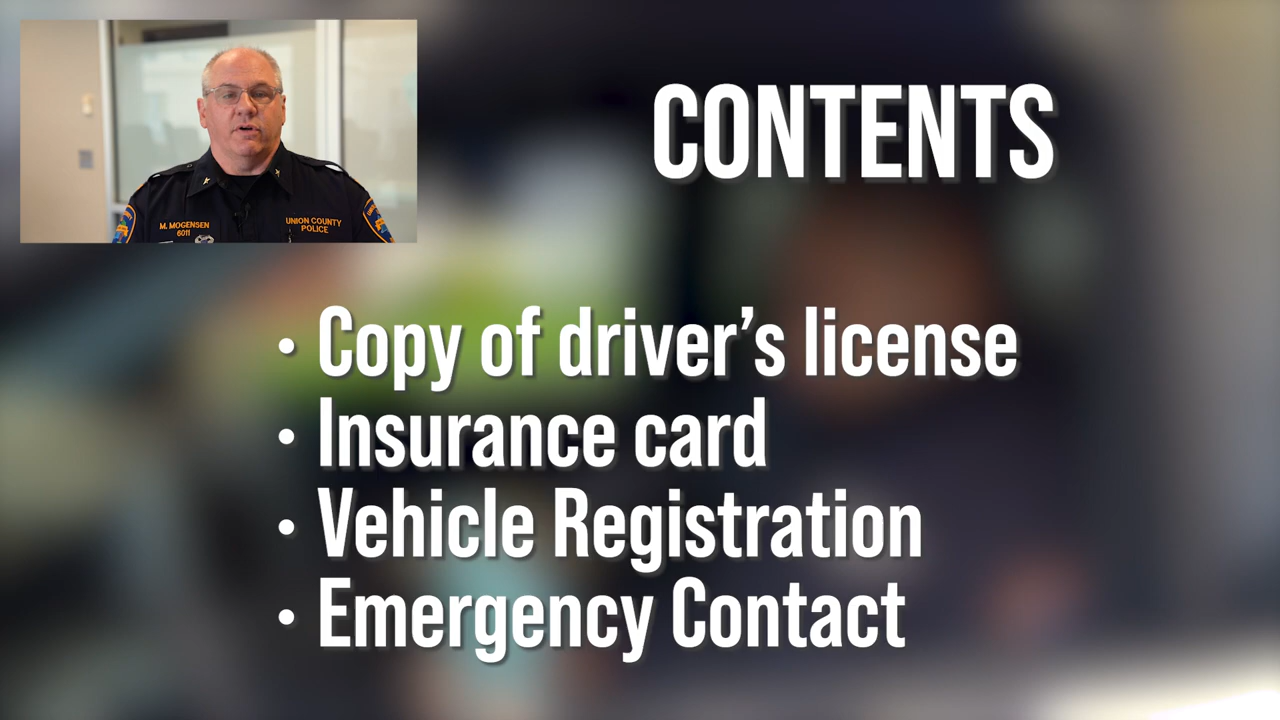 M. MOGENSEN
6011
UNION COUNTY
POLICE
CONTENTS
• Copy of driver’s license
• Insurance card
• Vehicle Registration
• Emergency Contact